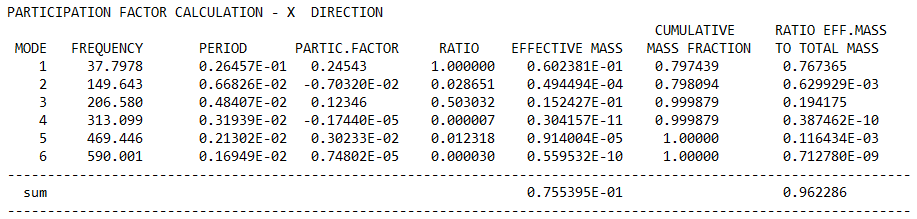 PARTICIPATION FACTOR CALCULATION - X  DIRECTION
CUMULATIVE RATIO EFF.MASS
MODE FREQUENCY PERIOD PARTIC.FACTOR RATIO EFFECTIVE MASS MASS FRACTION TO TOTAL MASS
1 37.7978 0.26457E-01 0.24543 1.000000 0.602381E-01 0.797439 0.767365
2 149.643 0.66826E-02 -0.70320E-02 0.028651 0.494494E-04 0.798094 0.629929E-03
3 206.580 0.48407E-02 0.12346 0.503032 0.152427E-01 0.999879 0.194175
4 313.099 0.31939E-02 -0.17440E-05 0.000007 0.304157E-11 0.999879 0.387462E-10
5 469.446 0.21302E-02 0.30233E-02 0.012318 0.914004E-05 1.00000 0.116434E-03
6 590.001 0.16949E-02 0.74802E-05 0.000030 0.559532E-10 1.00000 0.712780E-09
sum 0.755395E-01 0.962286